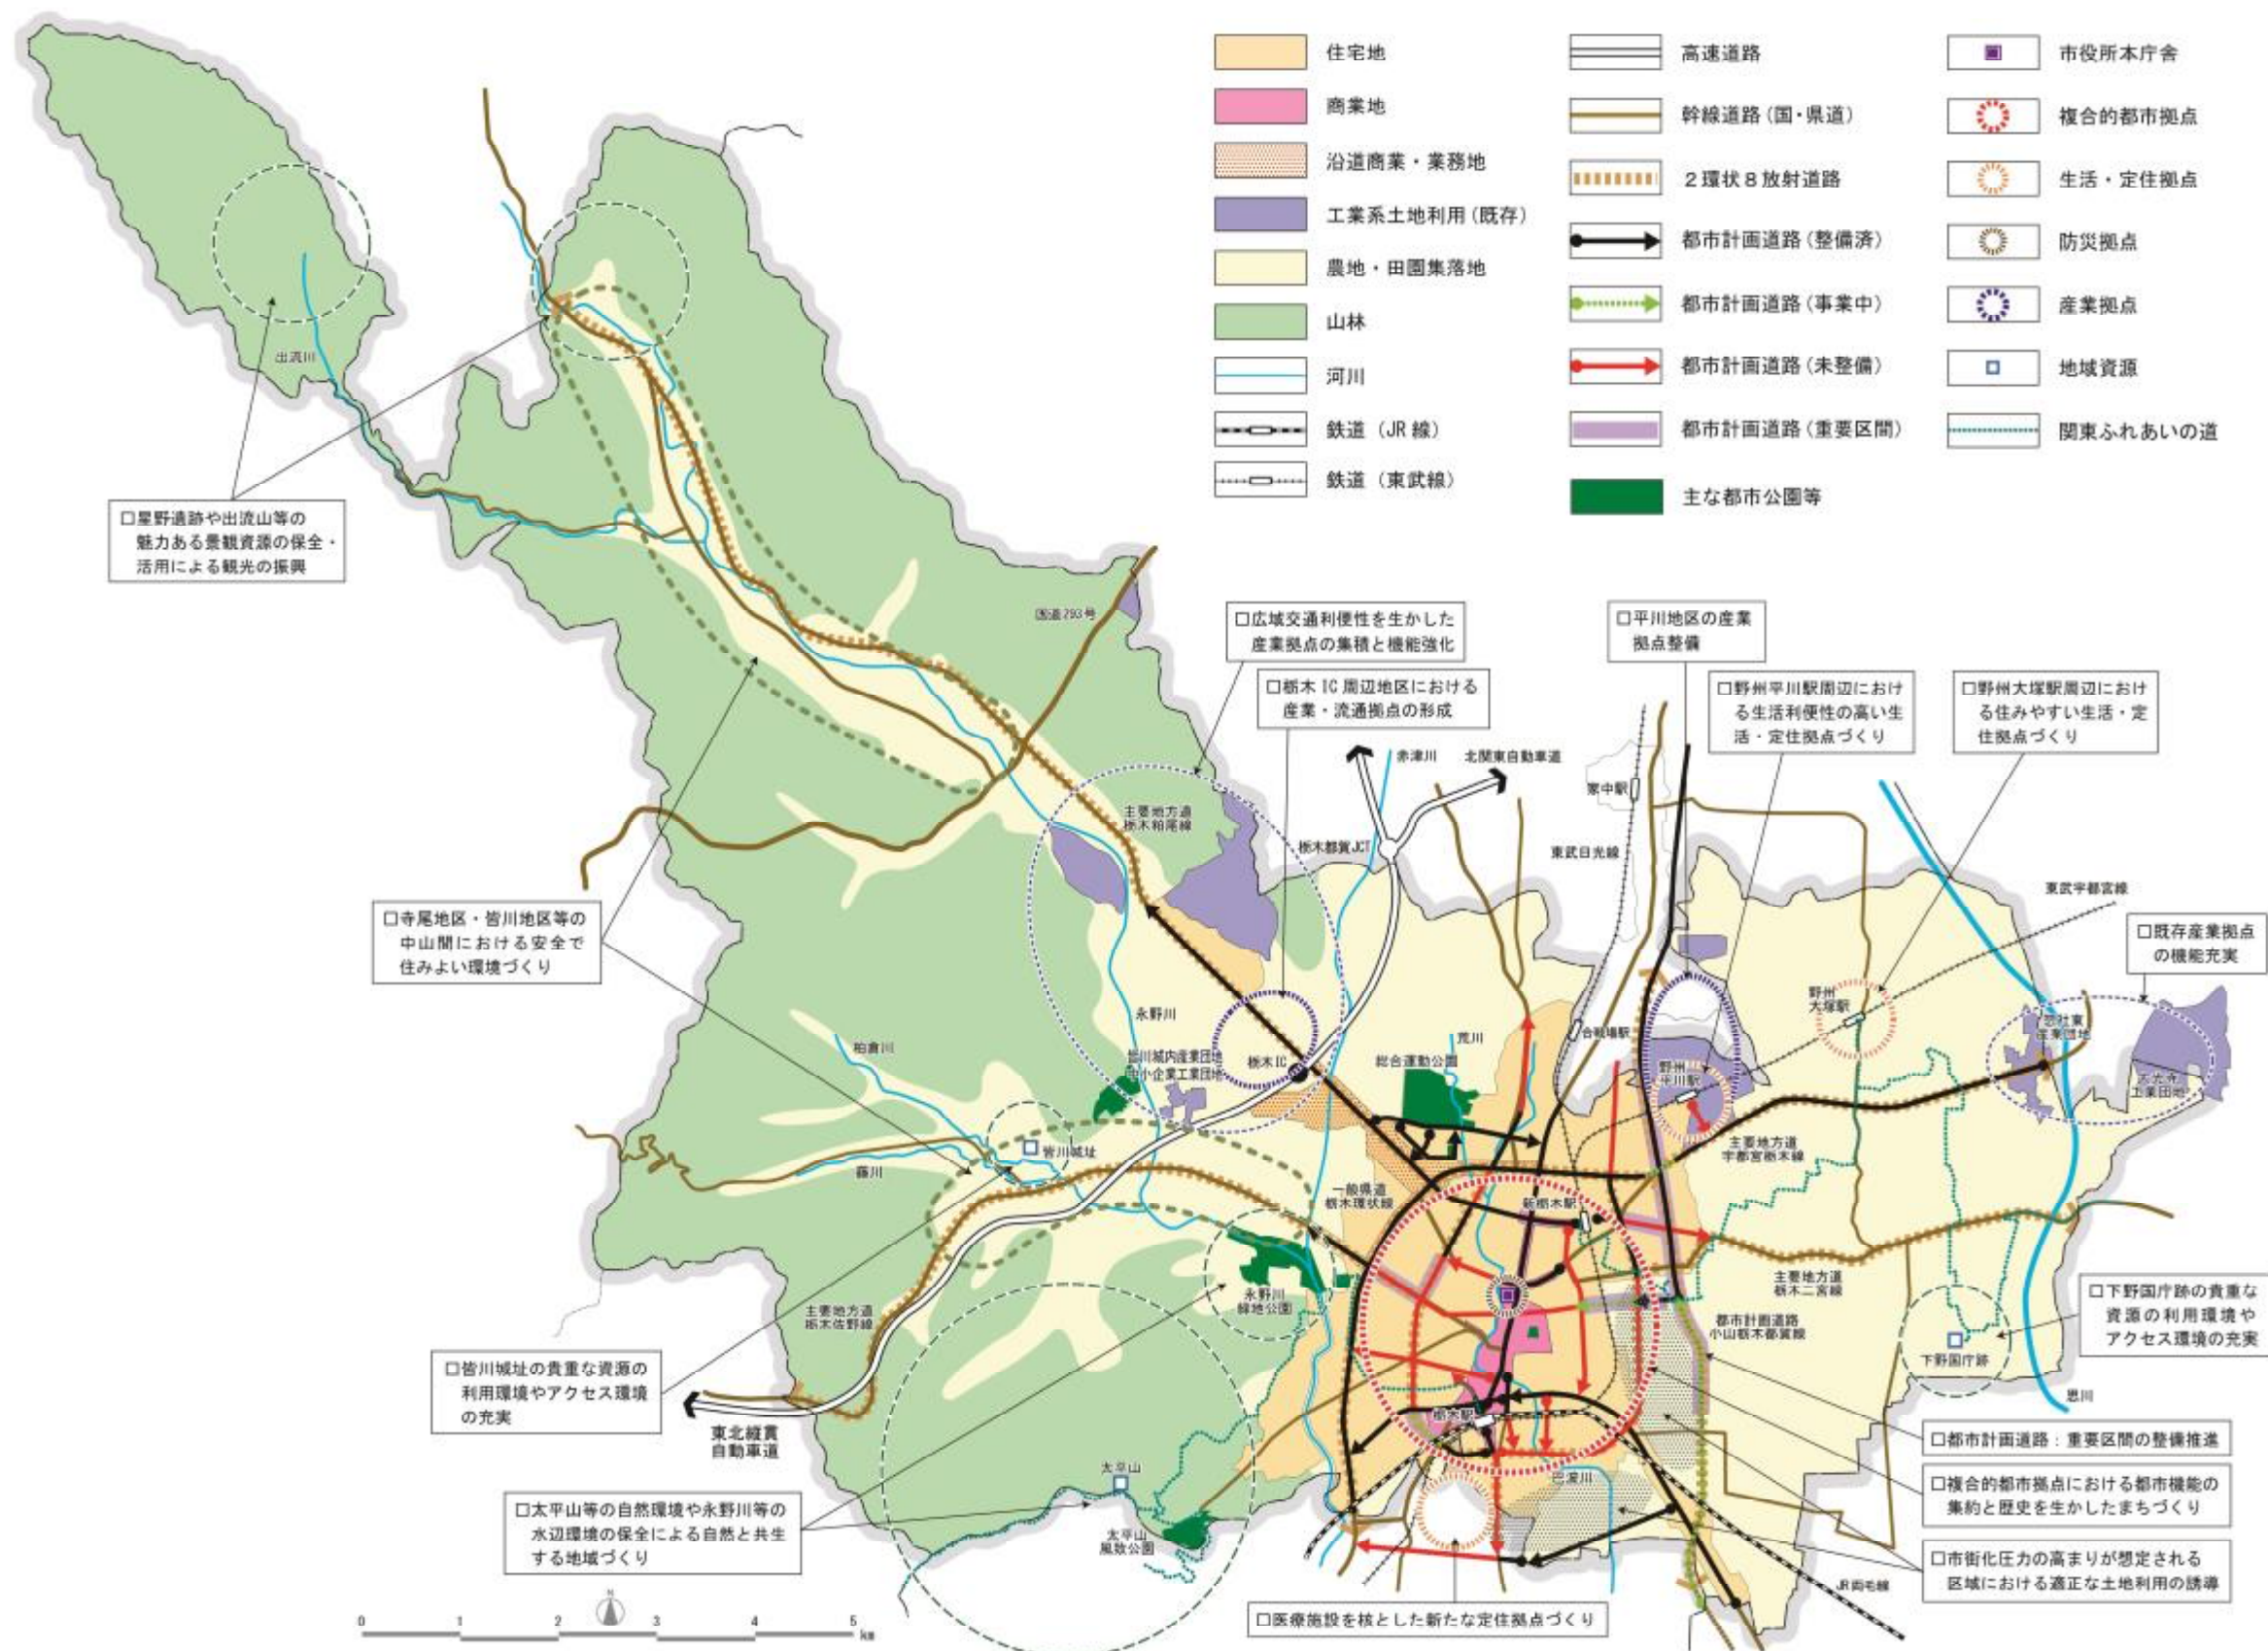 住宅地
商業地
沿道商業・業務地
工業系土地利用(既存)
農地・田園集落地
山林
河川
鉄道(JR線)
鉄道(東武線)
高速道路
幹線道路(国・県道)
2環状8放射道路
都市計画道路(整備済)
都市計画道路(事業中)
都市計画道路(未整備)
都市計画道路(重要区間)
主な都市公園等
市役所本庁舎
複合的都市拠点
生活・定住拠点
防災拠点
産業拠点
地域資源
関東ふれあいの道
出流川
□星野遺跡や出流山等の
魅力ある景観資源の保全・
活用による観光の振興
国道293号
□広域交通利便性を生かした
産業拠点の集積と機能強化
□栃木IC周辺地区における
産業・流通拠点の形成
□平川地区の産業
拠点整備
□野州平川駅周辺におけ
る生活利便性の高い生
活・定住拠点づくり
□野州大塚駅周辺におけ
る住みやすい生活・定
住拠点づくり
赤津川
北関東自動車道
家中駅
主要地方道
栃木粕尾線
栃木都賀JCT
東武日光線
東武宇都宮線
□既存産業拠点
の機能充実
□寺尾地区・皆川地区等の
中山間における安全で
住みよい環境づくり
野州
大塚駅
永野川
惣社東
産業団地
柏倉川
皆川城内産業団地
中小企業工業団地
栃木IC
総合運動公園
荒川
合戦場駅
野州
平川駅
大光寺
工業団地
皆川城址
藤川
主要地方道
宇都宮栃木線
一般県道
栃木環状線
新栃木駅
主要地方道
栃木佐野線
永野川
緑地公園
主要地方道
栃木二宮線
都市計画道路
小山栃木都賀線
□下野国庁跡の貴重な
資源の利用環境や
アクセス環境の充実
下野国庁跡
思川
□皆川城址の貴重な資源の
利用環境やアクセス環境
の充実
東北縦貫
自動車道
栃木駅
□都市計画道路:重要区間の整備推進
太平山
巴波川
□複合的都市拠点における都市機能の
集約と歴史を生かしたまちづくり
□太平山等の自然環境や永野川等の
水辺環境の保全による自然と共生
する地域づくり
太平山
風致公園
□市街化圧力の高まりが想定される
区域における適正な土地利用の誘導
JR両毛線
□医療施設を核とした新たな定住拠点づくり
N
0 1 2 3 4 5
km